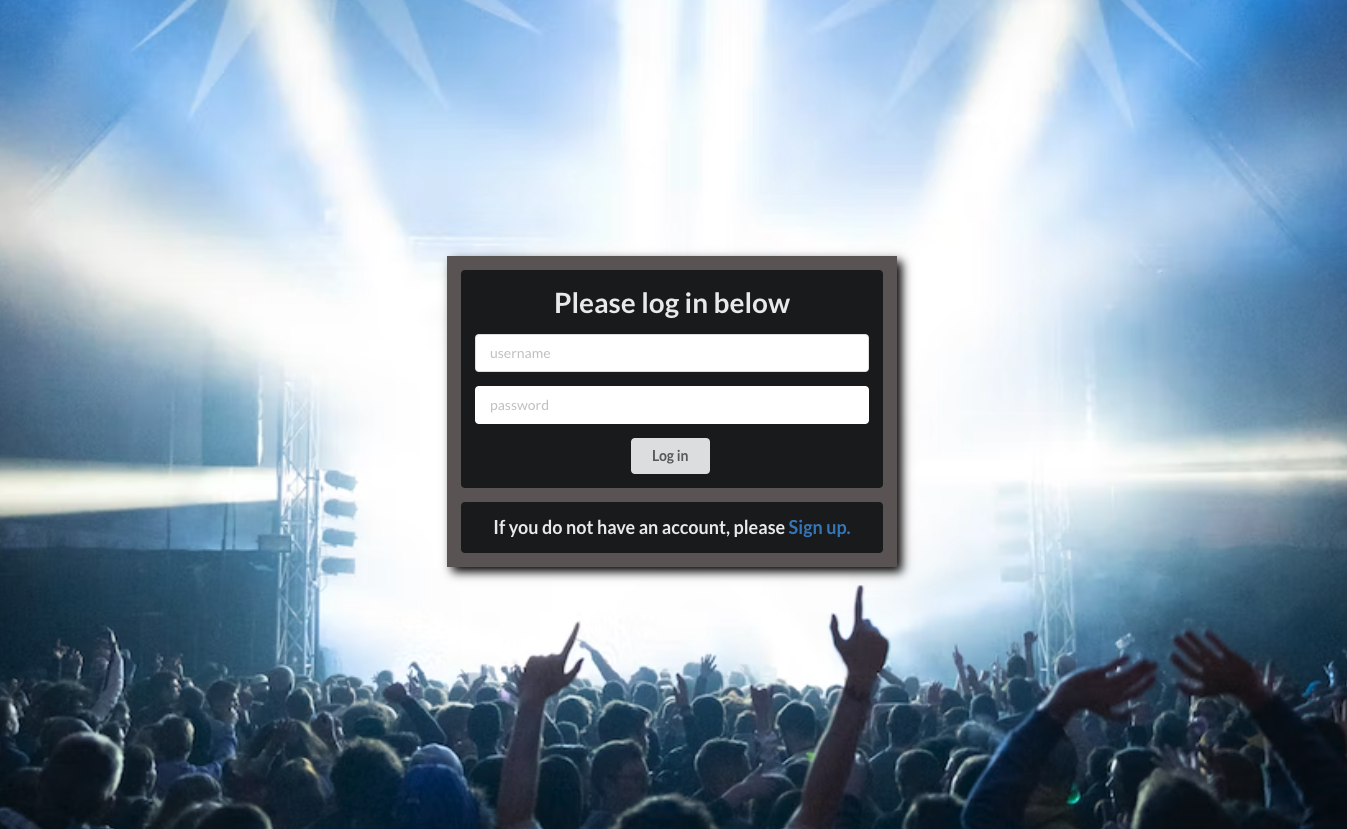 Please log in below
username
password
Log in
If you do not have an account, please Sign up.